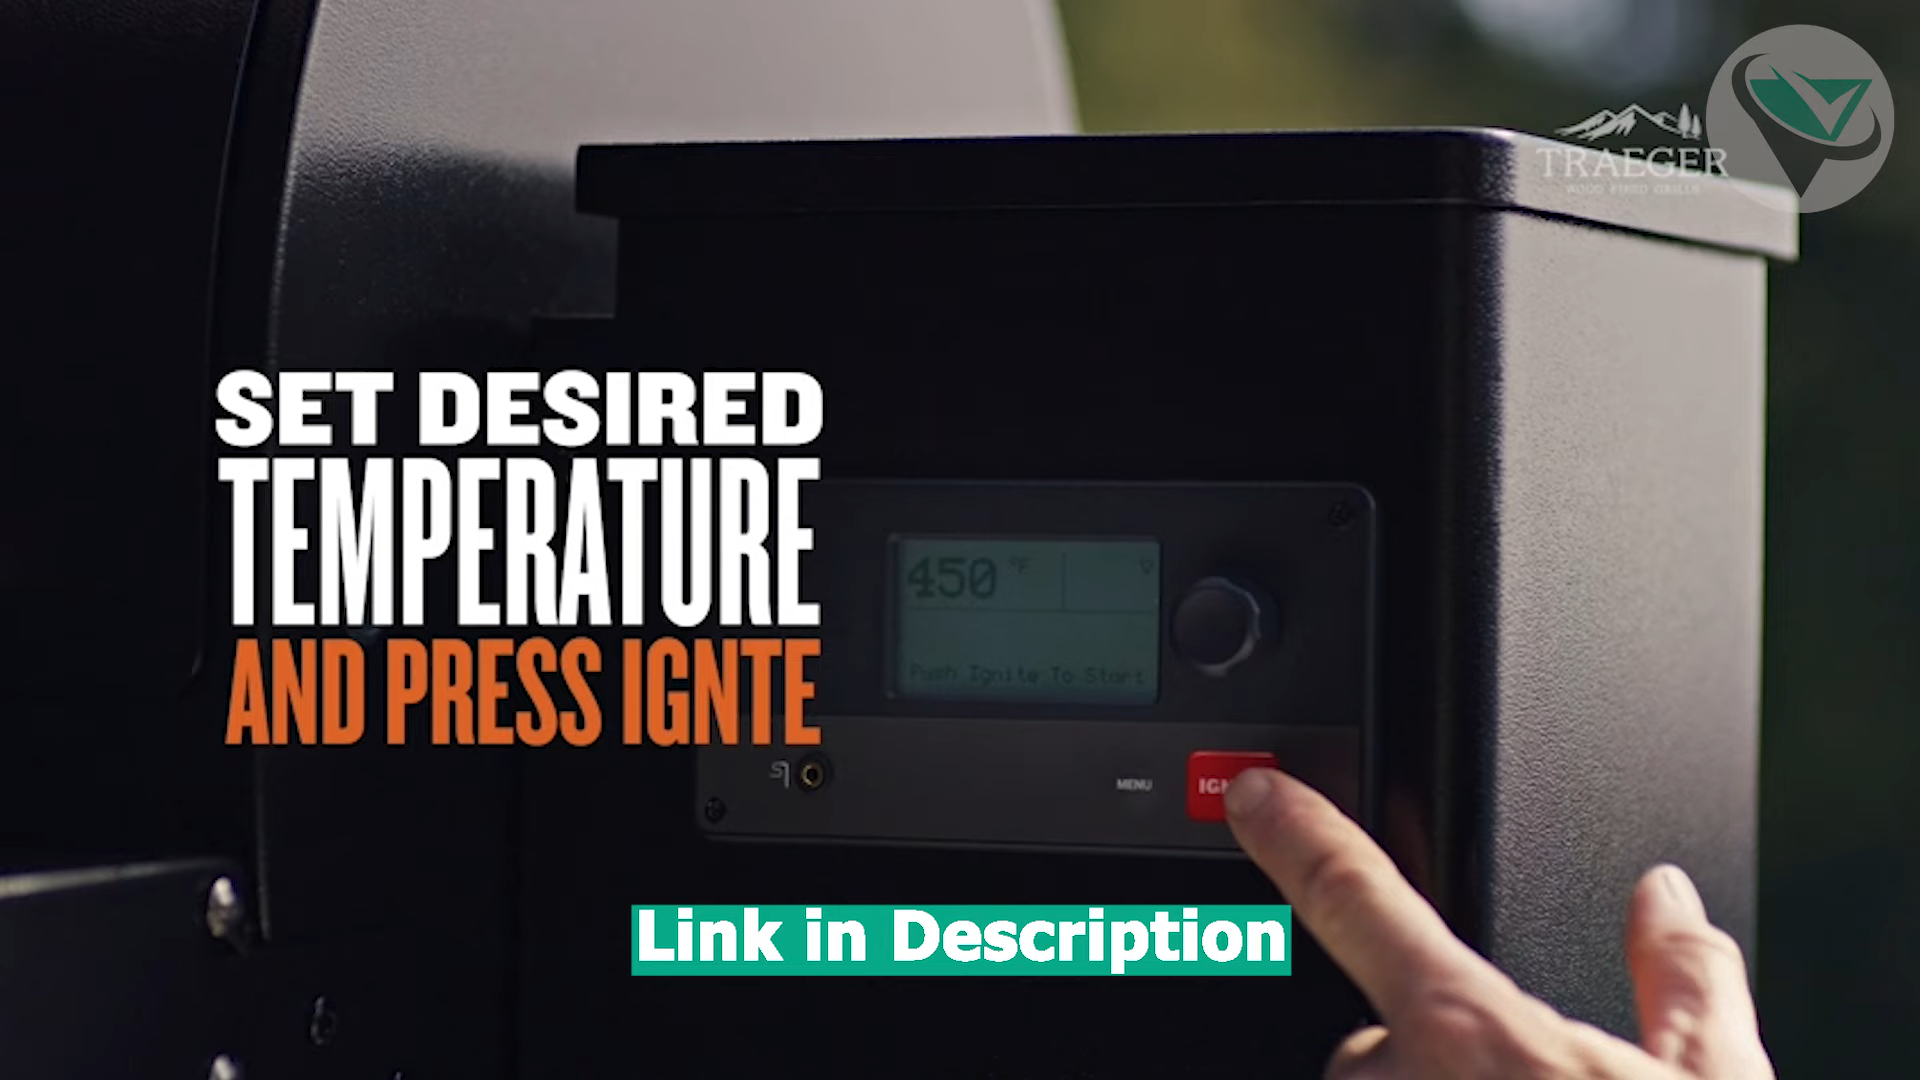 TRAEGER
WOOD FIRED GRILLS
SET DESIRED
TEMPERATURE
AND PRESS IGNTE
450 °F
Push Ignite To Start
MENU
Link in Description